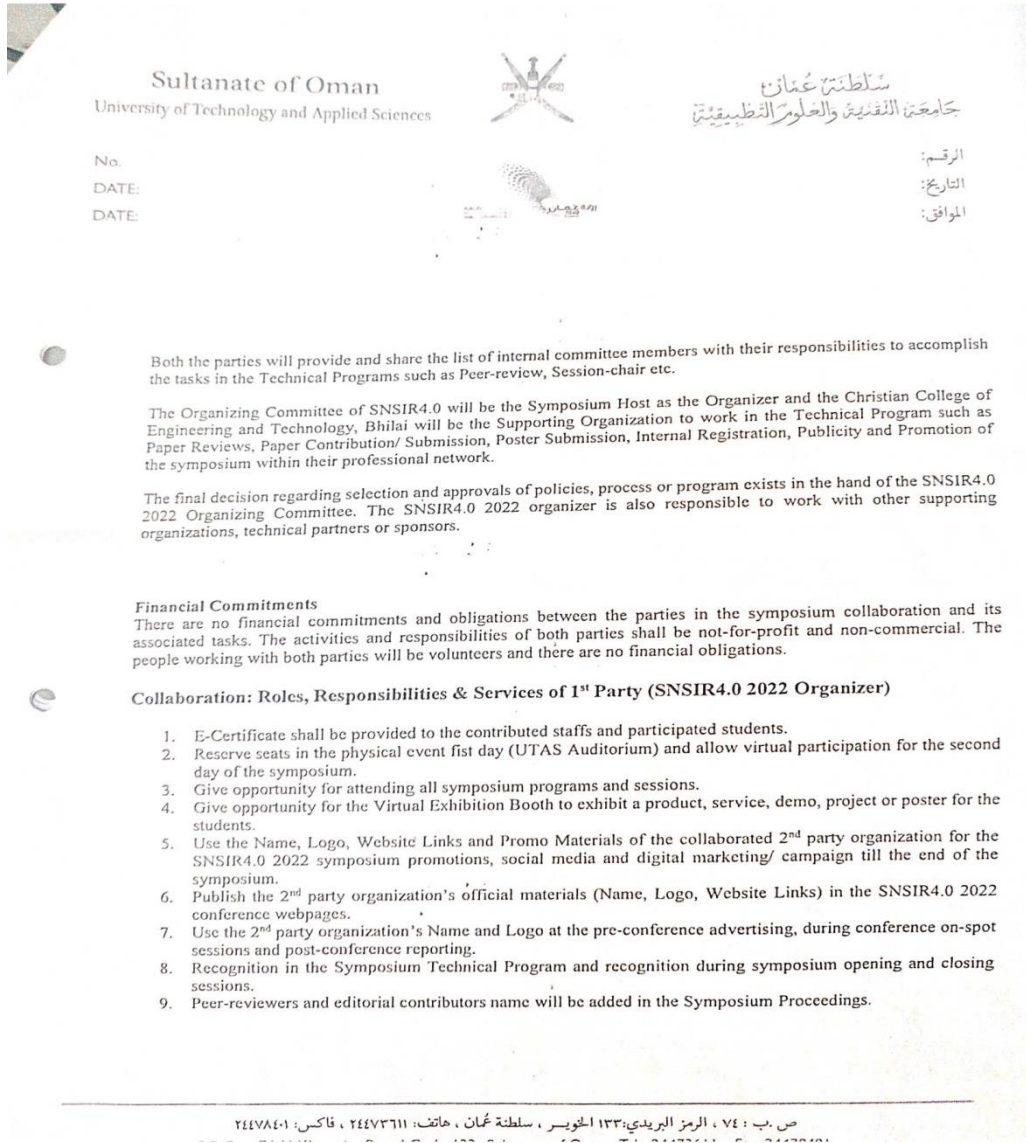 Sultanate of Oman
University of Technology and Applied Sciences
سَلطنَة عُمان
جَامعَة التقنية والعلوم التطبيقية
No.
DATE:
DATE:
الرقم:
التاريخ:
الموافق:
Both the parties will provide and share the list of internal committee members with their responsibilities to accomplish
the tasks in the Technical Programs such as Peer-review, Session-chair etc.
The Organizing Committee of SNSIR4.0 will be the Symposium Host as the Organizer and the Christian College of
Engineering and Technology, Bhilai will be the Supporting Organization to work in the Technical Program such as
Paper Reviews, Paper Contribution/ Submission, Poster Submission, Internal Registration, Publicity and Promotion of
the symposium within their professional network.
The final decision regarding selection and approvals of policies, process or program exists in the hand of the SNSIR4.0
2022 Organizing Committee. The SNSIR4.0 2022 organizer is also responsible to work with other supporting
organizations, technical partners or sponsors.
Financial Commitments
There are no financial commitments and obligations between the parties in the symposium collaboration and its
associated tasks. The activities and responsibilities of both parties shall be not-for-profit and non-commercial. The
people working with both parties will be volunteers and there are no financial obligations.
Collaboration: Roles, Responsibilities & Services of 1st Party (SNSIR4.0 2022 Organizer)
1. E-Certificate shall be provided to the contributed staffs and participated students.
2. Reserve seats in the physical event fist day (UTAS Auditorium) and allow virtual participation for the second
day of the symposium.
3. Give opportunity for attending all symposium programs and sessions.
4. Give opportunity for the Virtual Exhibition Booth to exhibit a product, service, demo, project or poster for the
students.
5. Use the Name, Logo, Website Links and Promo Materials of the collaborated 2nd party organization for the
SNSIR4.0 2022 symposium promotions, social media and digital marketing/ campaign till the end of the
symposium.
6. Publish the 2nd party organization's official materials (Name, Logo, Website Links) in the SNSIR4.0 2022
conference webpages.
7. Use the 2nd party organization's Name and Logo at the pre-conference advertising, during conference on-spot
sessions and post-conference reporting.
8. Recognition in the Symposium Technical Program and recognition during symposium opening and closing
sessions.
9. Peer-reviewers and editorial contributors name will be added in the Symposium Proceedings.
ص .ب : ٧٤ ، الرمز البريدي:١٣٣ الخويــر ، سلطنة عُمان ، هاتف: ٢٤٤٧٣٦١١ ، فاكس: ٢٤٤٧٨٤٠١